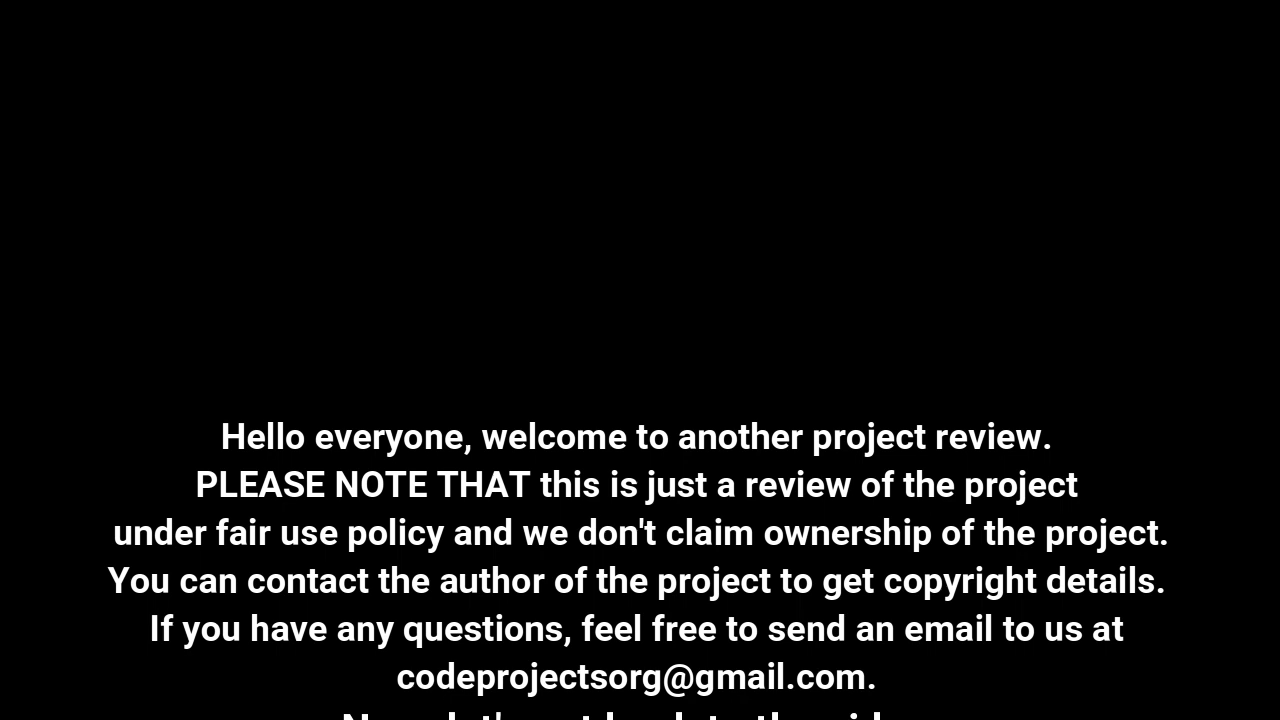 Hello everyone, welcome to another project review.
PLEASE NOTE THAT this is just a review of the project
under fair use policy and we don't claim ownership of the project.
You can contact the author of the project to get copyright details.
If you have any questions, feel free to send an email to us at
codeprojectsorg@gmail.com.